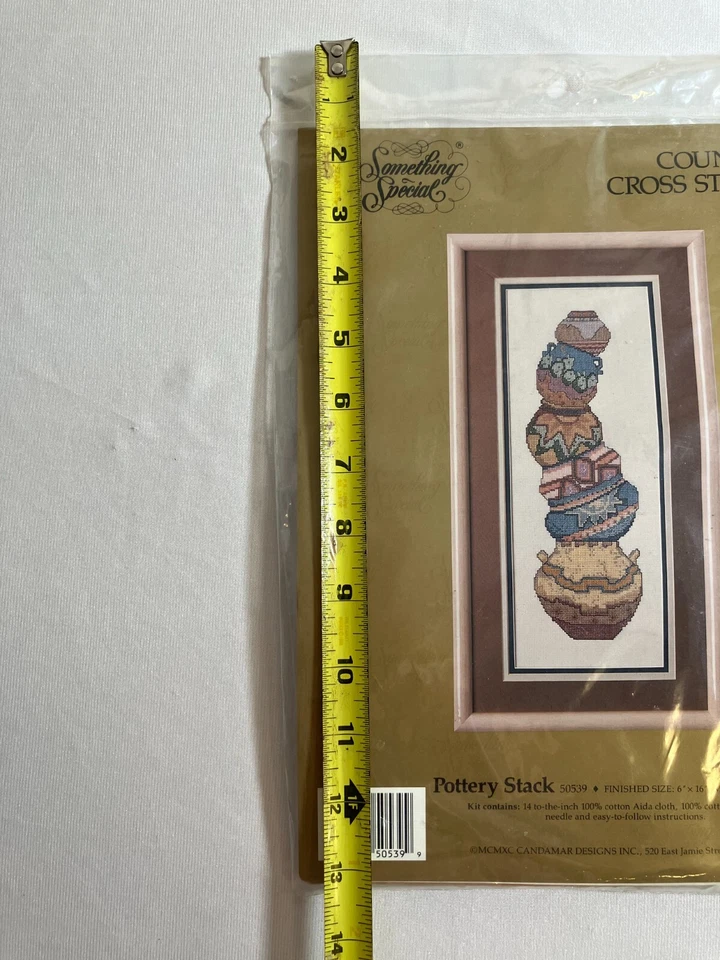 1 1
2
3
4
5
6
7
8
9
10
11
1F
12
13
14
Something
Special ®
COUN
CROSS ST
Pottery Stack 50539 ♦ FINISHED SIZE: 6" × 16"
Kit contains: 14 to-the-inch 100% cotton Aida cloth, 100% cott
needle and easy-to-follow instructions.
50539 9
©MCMXC CANDAMAR DESIGNS INC., 520 East Jamie Stre